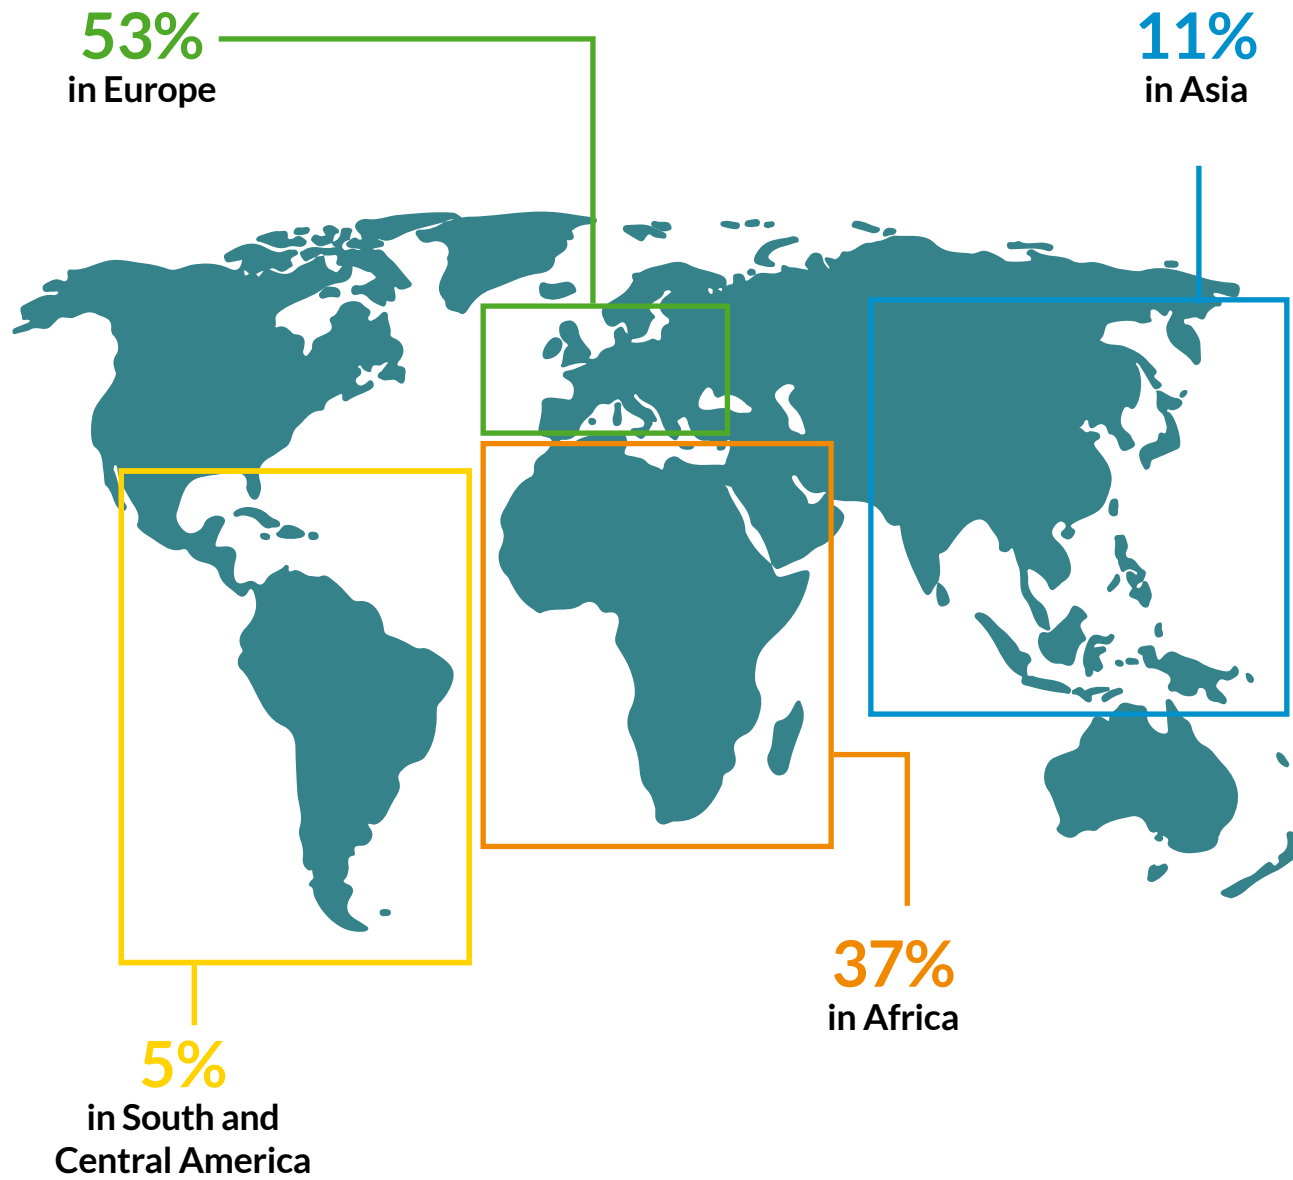 53%
in Europe
11%
in Asia
37%
in Africa
5%
in South and
Central America